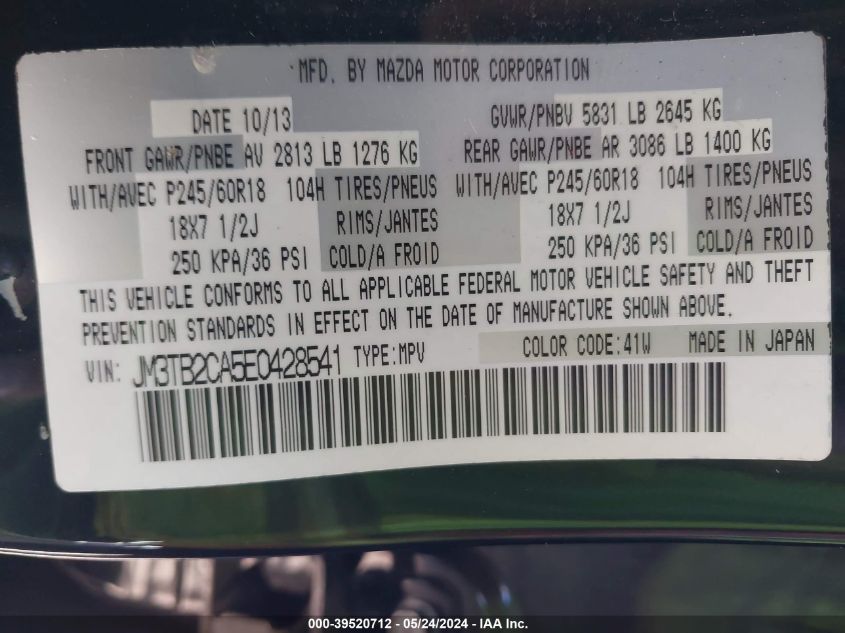 MFD. BY MAZDA MOTOR CORPORATION
DATE 10/13 GVWR/PNBV 5831 LB 2645 KG
FRONT GAWR/PNBE AV 2813 LB 1276 KG REAR GAWR/PNBE AR 3086 LB 1400 KG
WITH/AVEC P245/60R18 104H TIRES/PNEUS WITH/AVEC P245/60R18 104H TIRES/PNEUS
18X7 1/2J RIMS/JANTES 18X7 1/2J RIMS/JANTES
250 KPA/36 PSI COLD/A FROID 250 KPA/36 PSI COLD/A FROID
THIS VEHICLE CONFORMS TO ALL APPLICABLE FEDERAL MOTOR VEHICLE SAFETY AND THEFT
PREVENTION STANDARDS IN EFFECT ON THE DATE OF MANUFACTURE SHOWN ABOVE.
VIN: JM3TB2CA5E0428541 TYPE:MPV COLOR CODE:41W MADE IN JAPAN
000-39520712 - 05/24/2024 - IAA Inc.